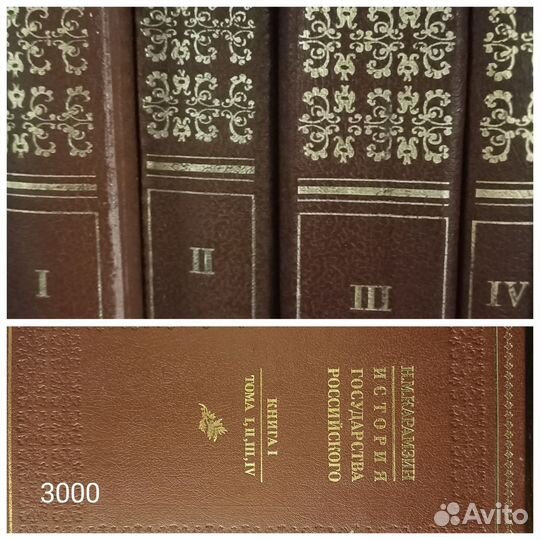 I
II
III
IV
Н.М.КАРАМЗИН
ИСТОРИЯ
ГОСУДАРСТВА
РОССИЙСКОГО
КНИГА I
ТОМА I, II, III, IV
3000
Avito